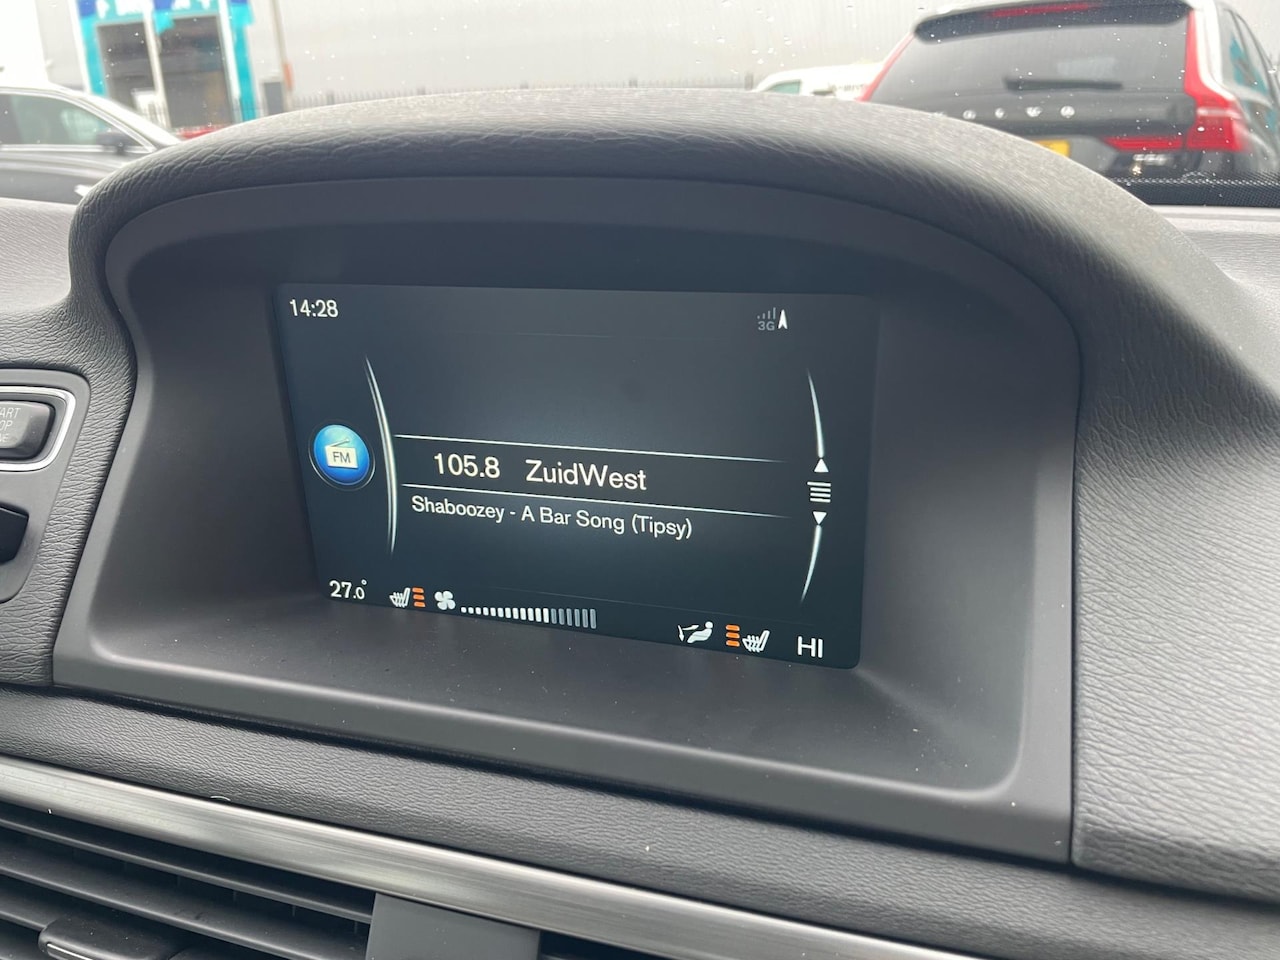 14:28
3G
FM
105.8 ZuidWest
Shaboozey - A Bar Song (Tipsy)
27.0°
HI